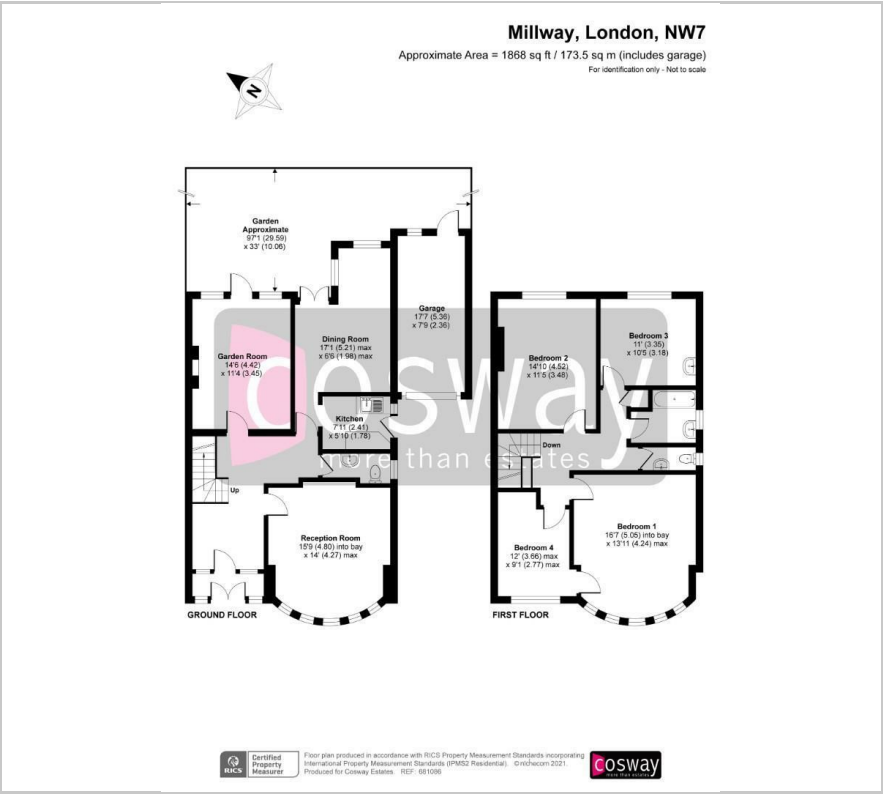 Millway, London, NW7
Approximate Area = 1868 sq ft / 173.5 sq m (includes garage)
For identification only - Not to scale
N
Garden
Approximate
97'1 (29.59)
x 33' (10.06)
Garage
17'7 (5.36)
x 7'9 (2.36)
Dining Room
17'1 (5.21) max
x 6'6 (1.98) max
Garden Room
14'6 (4.42)
x 11'4 (3.45)
Kitchen
7'11 (2.41)
x 5'10 (1.78)
Up
Reception Room
15'9 (4.80) into bay
x 14' (4.27) max
GROUND FLOOR
Bedroom 3
11' (3.35)
x 10'5 (3.18)
Bedroom 2
14'10 (4.52)
x 11'5 (3.48)
Down
Bedroom 1
16'7 (5.05) into bay
x 13'11 (4.24) max
Bedroom 4
12' (3.66) max
x 9'1 (2.77) max
FIRST FLOOR
cosway
more than estates
RICS
Certified
Property
Measurer
Floor plan produced in accordance with RICS Property Measurement Standards incorporating
International Property Measurement Standards (IPMS2 Residential). ©nichecom 2021.
Produced for Cosway Estates. REF: 681086
cosway
more than estates